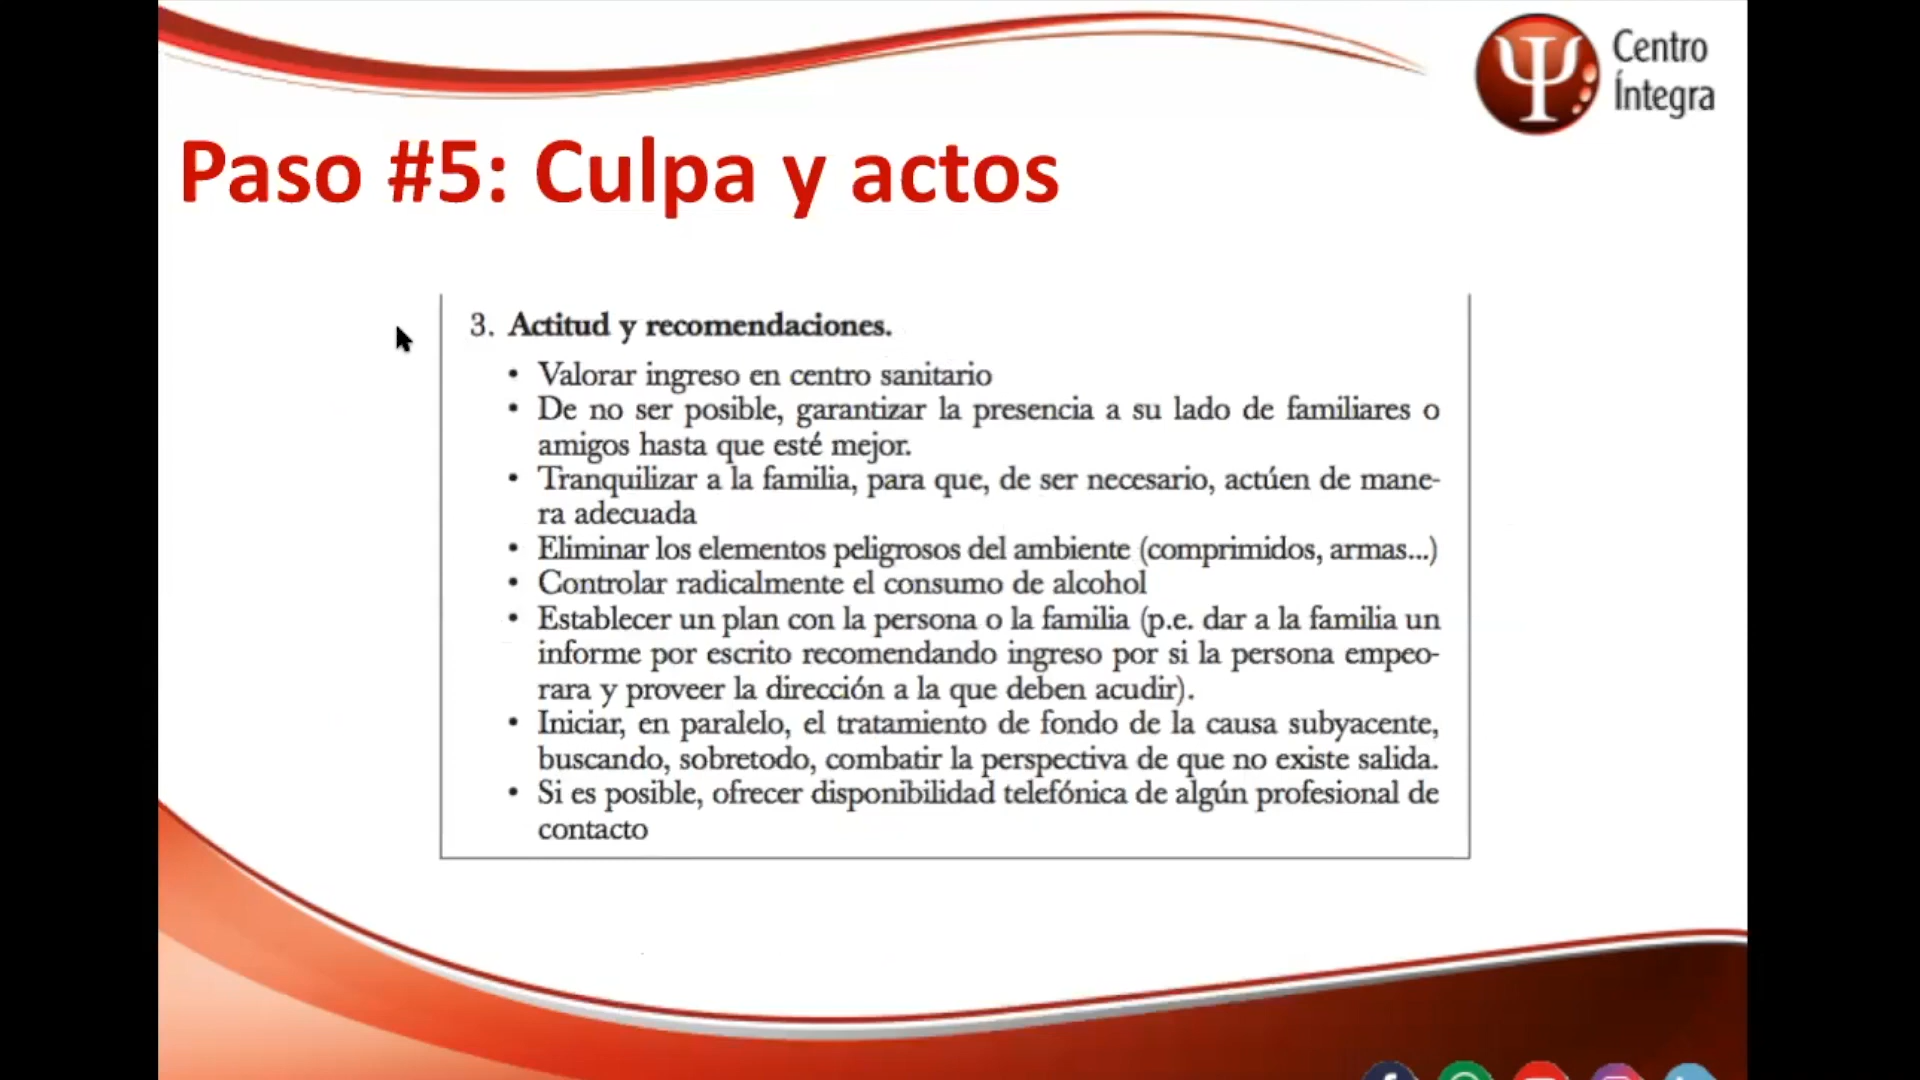 Centro
Íntegra
Paso #5: Culpa y actos
3. Actitud y recomendaciones.
• Valorar ingreso en centro sanitario
• De no ser posible, garantizar la presencia a su lado de familiares o
amigos hasta que esté mejor.
• Tranquilizar a la familia, para que, de ser necesario, actúen de mane-
ra adecuada
• Eliminar los elementos peligrosos del ambiente (comprimidos, armas...)
• Controlar radicalmente el consumo de alcohol
• Establecer un plan con la persona o la familia (p.e. dar a la familia un
informe por escrito recomendando ingreso por si la persona empeo-
rara y proveer la dirección a la que deben acudir).
• Iniciar, en paralelo, el tratamiento de fondo de la causa subyacente,
buscando, sobretodo, combatir la perspectiva de que no existe salida.
• Si es posible, ofrecer disponibilidad telefónica de algún profesional de
contacto